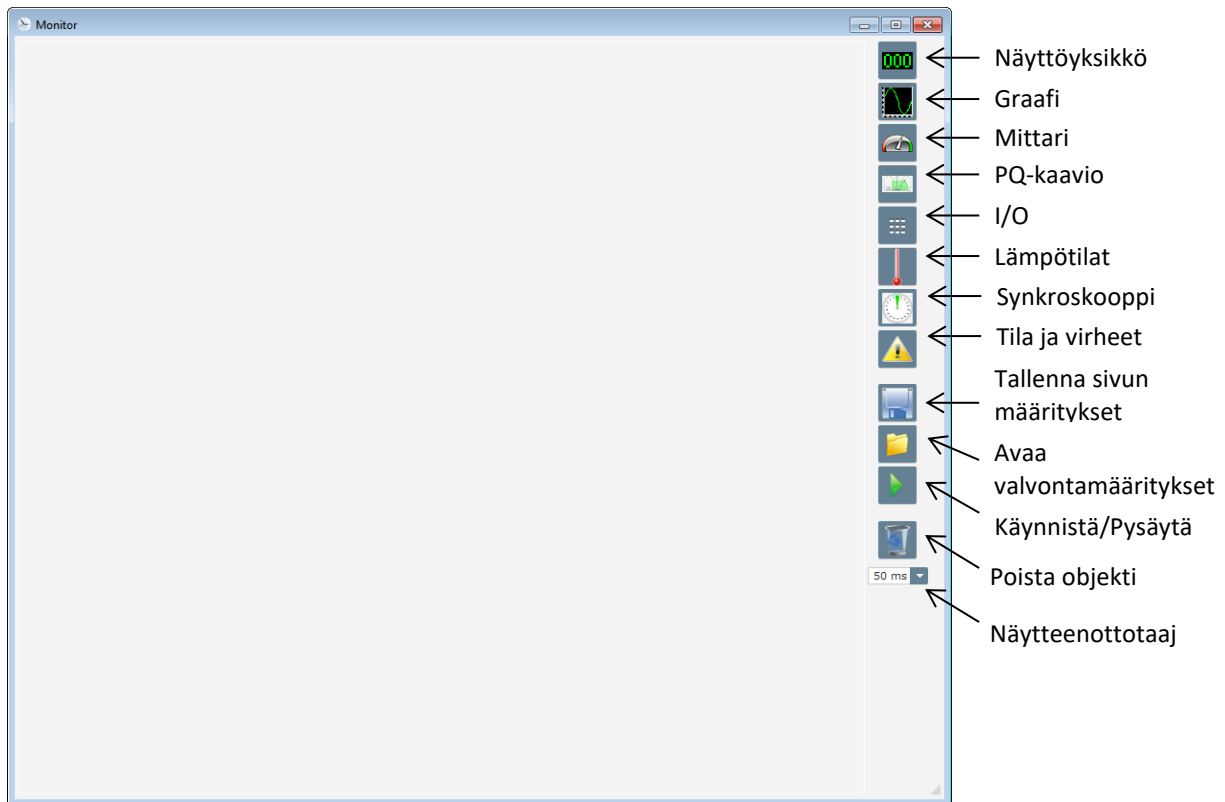 Monitor
000
Näyttöyksikkö
Graafi
Mittari
PQ-kaavio
I/O
Lämpötilat
Synkroskooppi
Tila ja virheet
Tallenna sivun
määritykset
Avaa
valvontamääritykset
Käynnistä/Pysäytä
Poista objekti
50 ms
Näytteenottotaaj